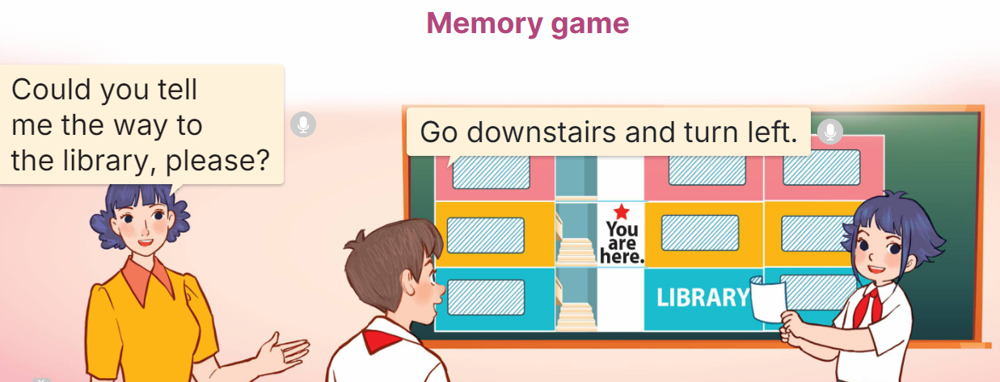 Memory game
Could you tell
me the way to
the library, please?
Go downstairs and turn left.
You
are
here.
LIBRARY